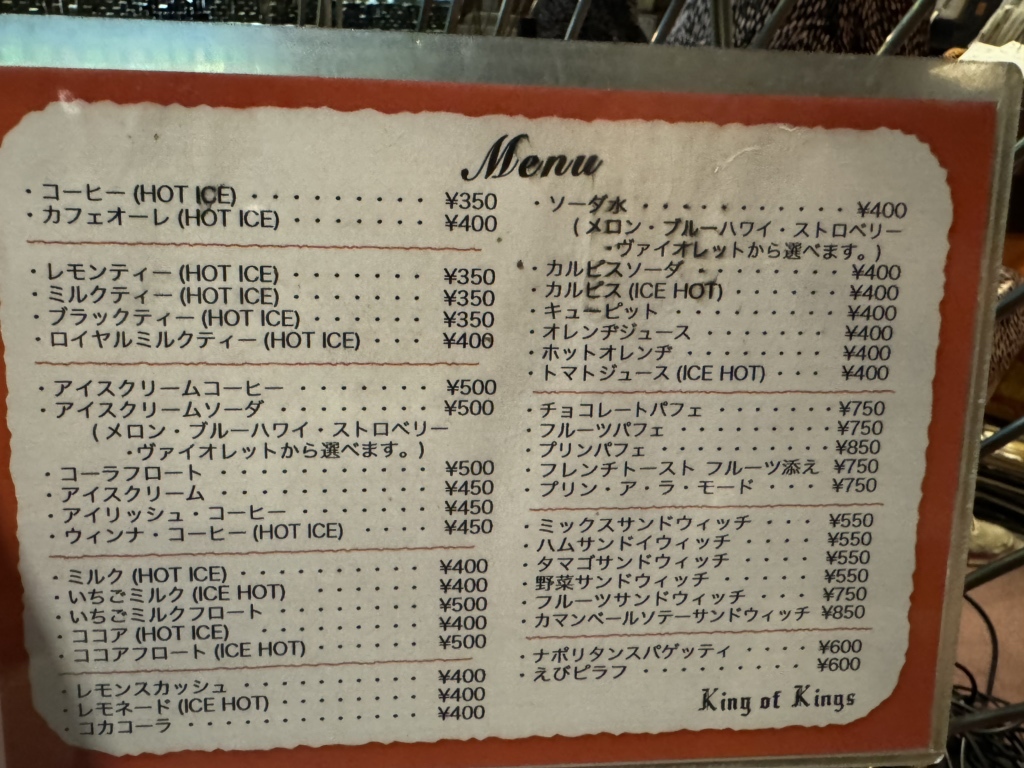 Menu
・コーヒー (HOT ICE) ・・・・・・・・ ¥350
・カフェオーレ (HOT ICE) ・・・・・・ ¥400
・レモンティー (HOT ICE) ・・・・・・ ¥350
・ミルクティー (HOT ICE) ・・・・・・ ¥350
・ブラックティー (HOT ICE) ・・・・・ ¥350
・ロイヤルミルクティー (HOT ICE) ・・・ ¥400
・アイスクリームコーヒー ・・・・・・ ¥500
・アイスクリームソーダ ・・・・・・・ ¥500
(メロン・ブルーハワイ・ストロベリー
・ヴァイオレットから選べます。)
・コーラフロート ・・・・・・・・・ ¥500
・アイスクリーム ・・・・・・・・・ ¥450
・アイリッシュ・コーヒー ・・・・・・ ¥450
・ウィンナ・コーヒー (HOT ICE) ・・・・ ¥450
・ミルク (HOT ICE) ・・・・・・・・ ¥400
・いちごミルク (ICE HOT) ・・・・・・ ¥400
・いちごミルクフロート ・・・・・・・ ¥500
・ココア (HOT ICE) ・・・・・・・・ ¥400
・ココアフロート (ICE HOT) ・・・・・ ¥500
・レモンスカッシュ ・・・・・・・・ ¥400
・レモネード (ICE HOT) ・・・・・・ ¥400
・コカコーラ ・・・・・・・・・・・ ¥400
・ソーダ水 ・・・・・・・・・・・ ¥400
(メロン・ブルーハワイ・ストロベリー
・ヴァイオレットから選べます。)
・カルピスソーダ ・・・・・・・・ ¥400
・カルピス (ICE HOT) ・・・・・・ ¥400
・キューピット ・・・・・・・・・ ¥400
・オレンヂジュース ・・・・・・・ ¥400
・ホットオレンヂ ・・・・・・・・ ¥400
・トマトジュース (ICE HOT) ・・・ ¥400
・チョコレートパフェ ・・・・・・・ ¥750
・フルーツパフェ ・・・・・・・・ ¥750
・プリンパフェ ・・・・・・・・・ ¥850
・フレンチトースト フルーツ添え ¥750
・プリン・ア・ラ・モード ・・・ ¥750
・ミックスサンドウィッチ ・・・ ¥550
・ハムサンドイウィッチ ・・・・ ¥550
・タマゴサンドウィッチ ・・・・ ¥550
・野菜サンドウィッチ ・・・・・ ¥550
・フルーツサンドウィッチ ・・・ ¥750
・カマンベールソテーサンドウィッチ ¥850
・ナポリタンスパゲッティ ・・・・ ¥600
・えびピラフ ・・・・・・・・・ ¥600
King of Kings